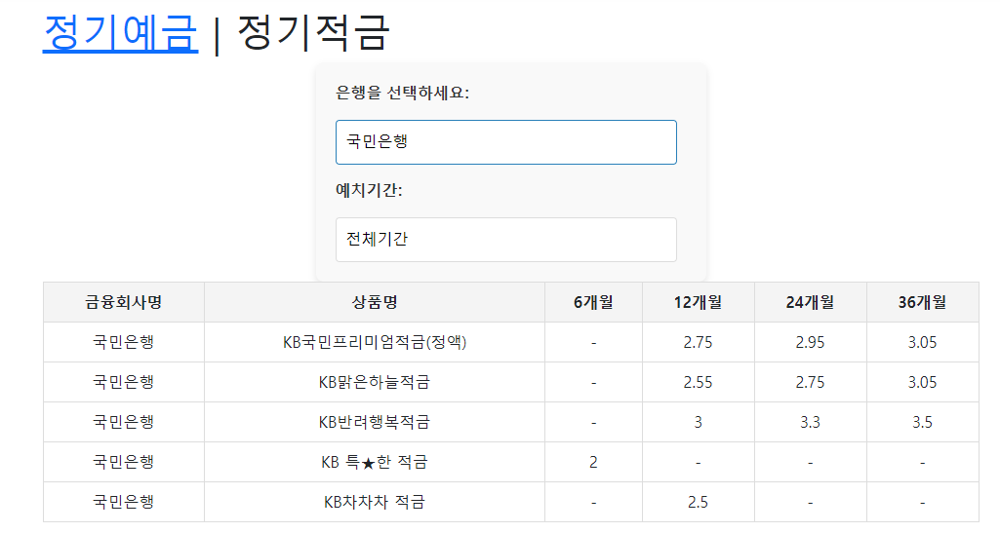 정기예금 | 정기적금
은행을 선택하세요:
국민은행
예치기간:
전체기간
금융회사명 상품명 6개월 12개월 24개월 36개월
국민은행 KB국민프리미엄적금(정액) - 2.75 2.95 3.05
국민은행 KB맑은하늘적금 - 2.55 2.75 3.05
국민은행 KB반려행복적금 - 3 3.3 3.5
국민은행 KB 특★한 적금 2 - - -
국민은행 KB차차차 적금 - 2.5 - -